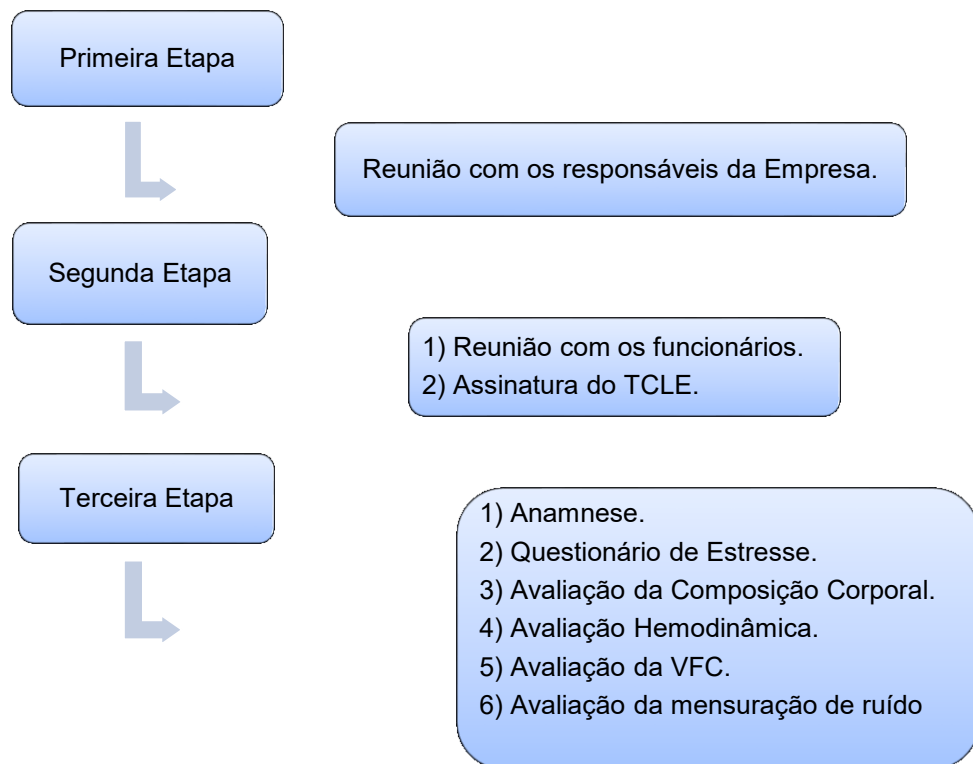 Primeira Etapa
Reunião com os responsáveis da Empresa.
Segunda Etapa
1) Reunião com os funcionários.
2) Assinatura do TCLE.
Terceira Etapa
1) Anamnese.
2) Questionário de Estresse.
3) Avaliação da Composição Corporal.
4) Avaliação Hemodinâmica.
5) Avaliação da VFC.
6) Avaliação da mensuração de ruído